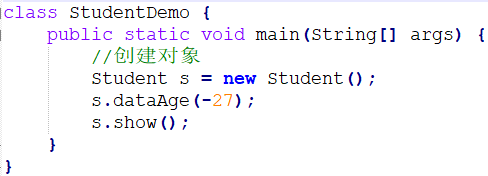 class StudentDemo {
public static void main(String[] args) {
//创建对象
Student s = new Student();
s.dataAge(-27);
s.show();
}
}